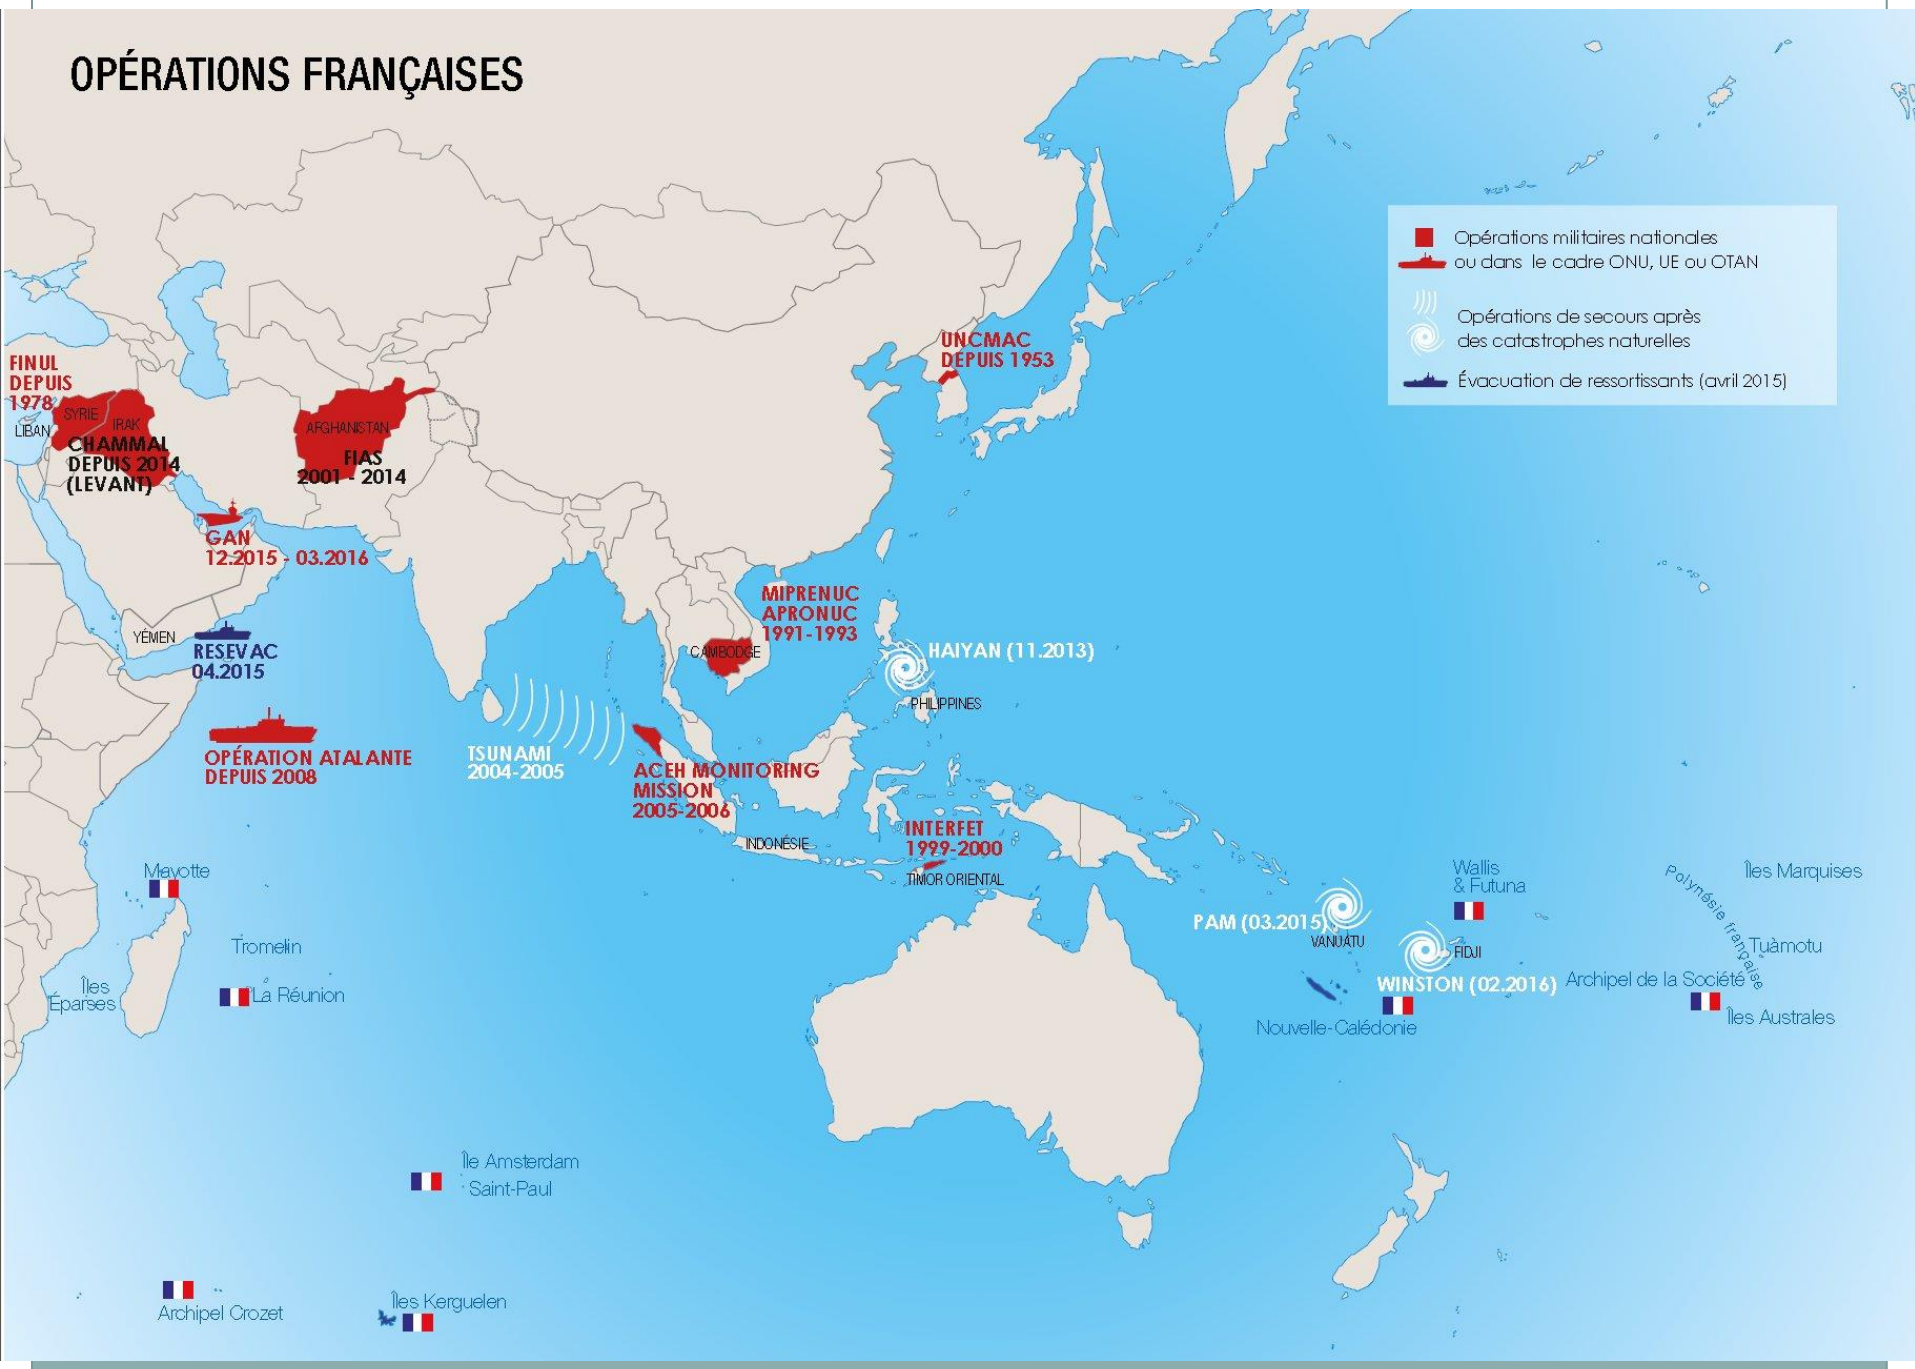 OPÉRATIONS FRANÇAISES
Opérations militaires nationales
ou dans le cadre ONU, UE ou OTAN
Opérations de secours après
des catastrophes naturelles
Évacuation de ressortissants (avril 2015)
UNCMAC
DEPUIS 1953
FINUL
DEPUIS
1978
SYRIE
LIBAN
IRAK
CHAMMAL
DEPUIS 2014
(LEVANT)
AFGHANISTAN
FIAS
2001 - 2014
GAN
12.2015 - 03.2016
YÉMEN
RESEVAC
04.2015
MIPRENUC
APRONUC
1991-1993
CAMBODGE
HAIYAN (11.2013)
PHILIPPINES
OPÉRATION ATALANTE
DEPUIS 2008
TSUNAMI
2004-2005
ACEH MONITORING
MISSION
2005-2006
INDONÉSIE
INTERFET
1999-2000
TIMOR ORIENTAL
Mayotte
Tromelin
Îles
Éparses
La Réunion
PAM (03.2015)
VANUATU
Wallis
& Futuna
FIDJI
WINSTON (02.2016)
Nouvelle-Calédonie
Polynésie française
Îles Marquises
Tuàmotu
Archipel de la Société
Îles Australes
Île Amsterdam
Saint-Paul
Archipel Crozet
Îles Kerguelen